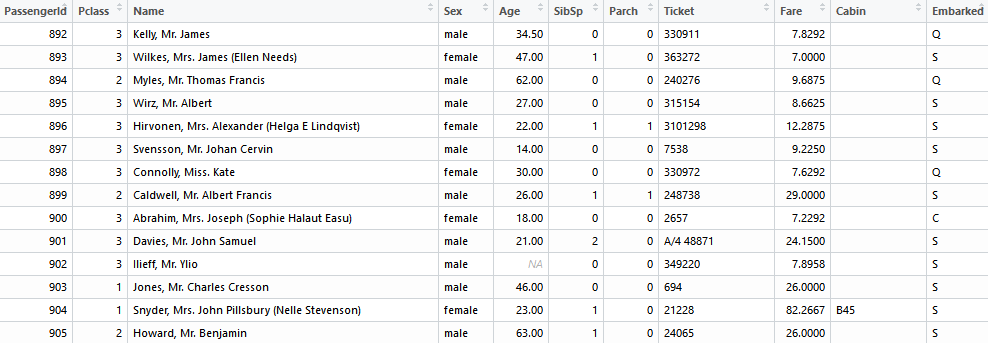 PassengerId Pclass Name Sex Age SibSp Parch Ticket Fare Cabin Embarked
892 3 Kelly, Mr. James male 34.50 0 0 330911 7.8292 Q
893 3 Wilkes, Mrs. James (Ellen Needs) female 47.00 1 0 363272 7.0000 S
894 2 Myles, Mr. Thomas Francis male 62.00 0 0 240276 9.6875 Q
895 3 Wirz, Mr. Albert male 27.00 0 0 315154 8.6625 S
896 3 Hirvonen, Mrs. Alexander (Helga E Lindqvist) female 22.00 1 1 3101298 12.2875 S
897 3 Svensson, Mr. Johan Cervin male 14.00 0 0 7538 9.2250 S
898 3 Connolly, Miss. Kate female 30.00 0 0 330972 7.6292 Q
899 2 Caldwell, Mr. Albert Francis male 26.00 1 1 248738 29.0000 S
900 3 Abrahim, Mrs. Joseph (Sophie Halaut Easu) female 18.00 0 0 2657 7.2292 C
901 3 Davies, Mr. John Samuel male 21.00 2 0 A/4 48871 24.1500 S
902 3 Ilieff, Mr. Ylio male NA 0 0 349220 7.8958 S
903 1 Jones, Mr. Charles Cresson male 46.00 0 0 694 26.0000 S
904 1 Snyder, Mrs. John Pillsbury (Nelle Stevenson) female 23.00 1 0 21228 82.2667 B45 S
905 2 Howard, Mr. Benjamin male 63.00 1 0 24065 26.0000 S